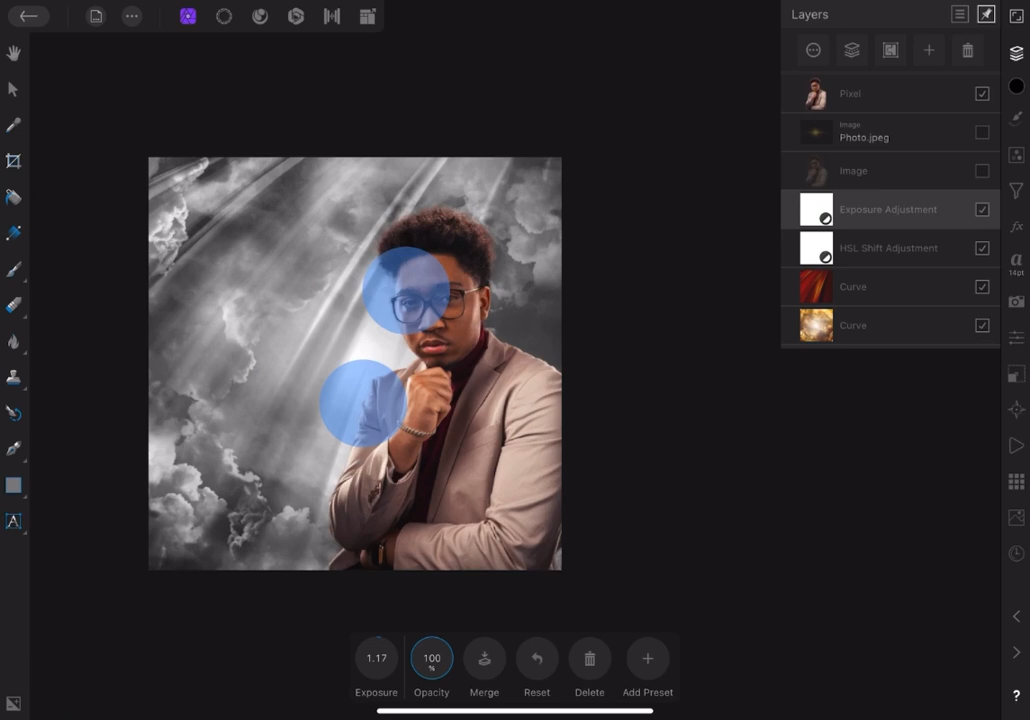 Layers
Pixel
Image
Photo.jpeg
Image
Exposure Adjustment
HSL Shift Adjustment
Curve
Curve
a
14pt
fx
A
1.17
100
%
Exposure
Opacity
Merge
Reset
Delete
Add Preset
?